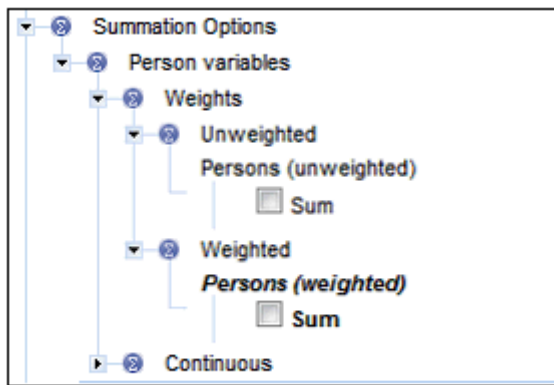 Summation Options
Person variables
Weights
Unweighted
Persons (unweighted)
Sum
Weighted
Persons (weighted)
Sum
Continuous